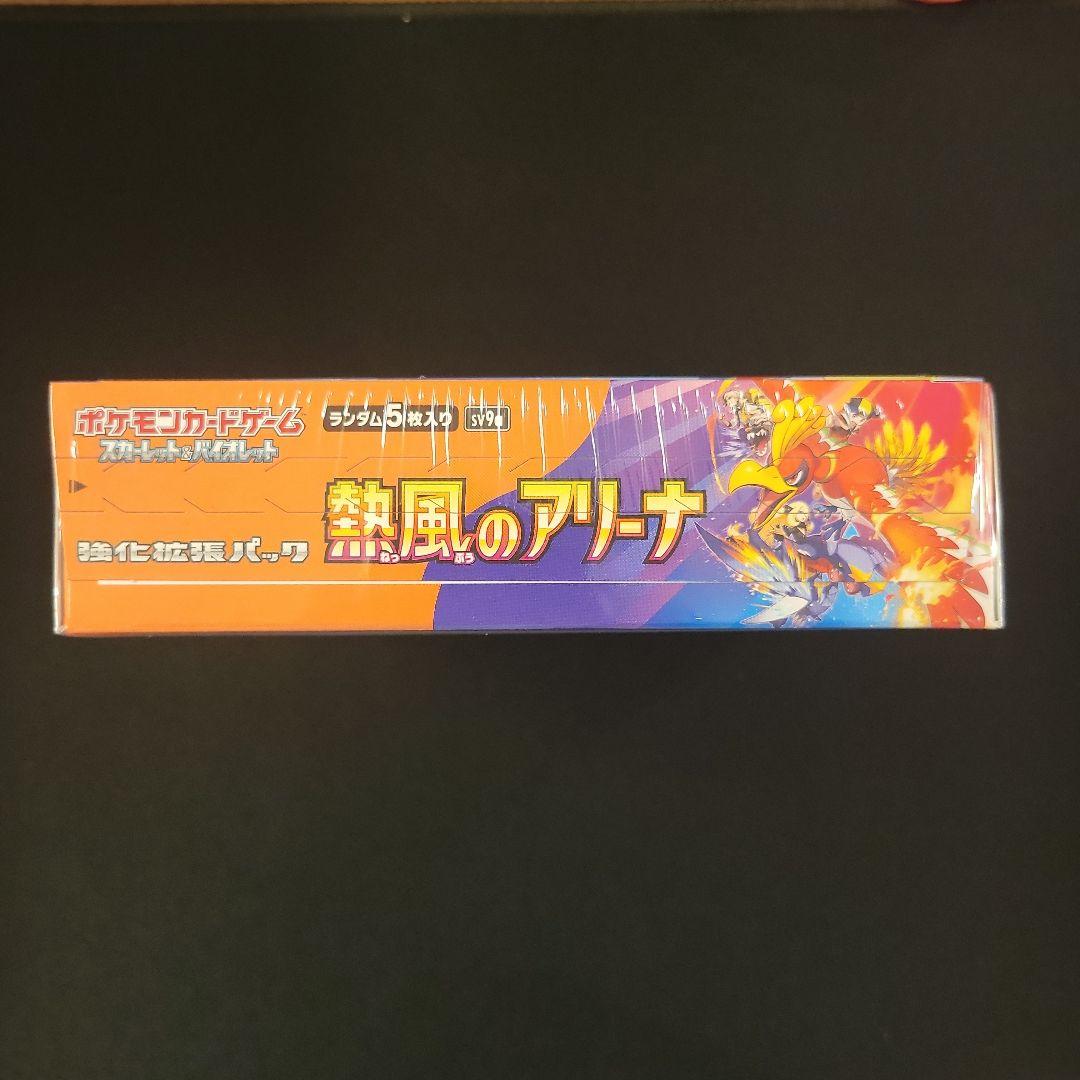 ポケモンカードゲーム
スカーレット&バイオレット
ランダム5枚入り
sv9a
強化拡張パック
熱風のアリーナ
ねっ ぷう